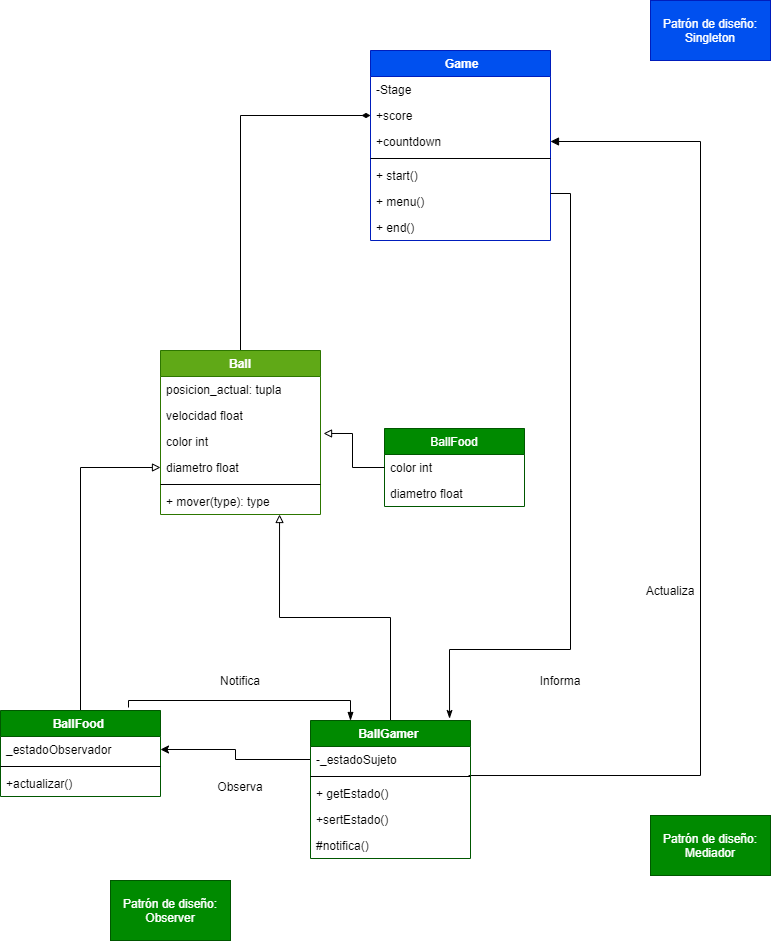 Patrón de diseño:
Singleton
Game
-Stage
+score
+countdown
+ start()
+ menu()
+ end()
Ball
posicion_actual: tupla
velocidad float
color int
diametro float
+ mover(type): type
BallFood
color int
diametro float
Actualiza
Notifica
Informa
BallFood
_estadoObservador
+actualizar()
Observa
BallGamer
-_estadoSujeto
+ getEstado()
+sertEstado()
#notifica()
Patrón de diseño:
Mediador
Patrón de diseño:
Observer